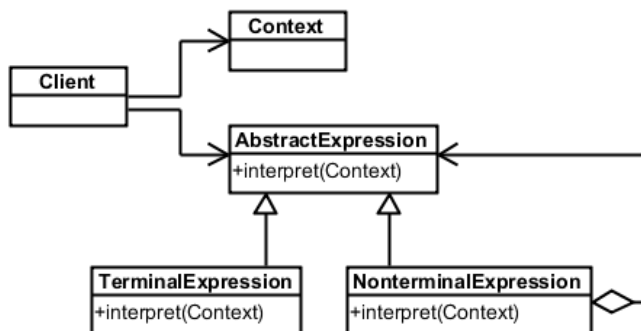 Context
Client
AbstractExpression
+interpret(Context)
TerminalExpression
+interpret(Context)
NonterminalExpression
+interpret(Context)